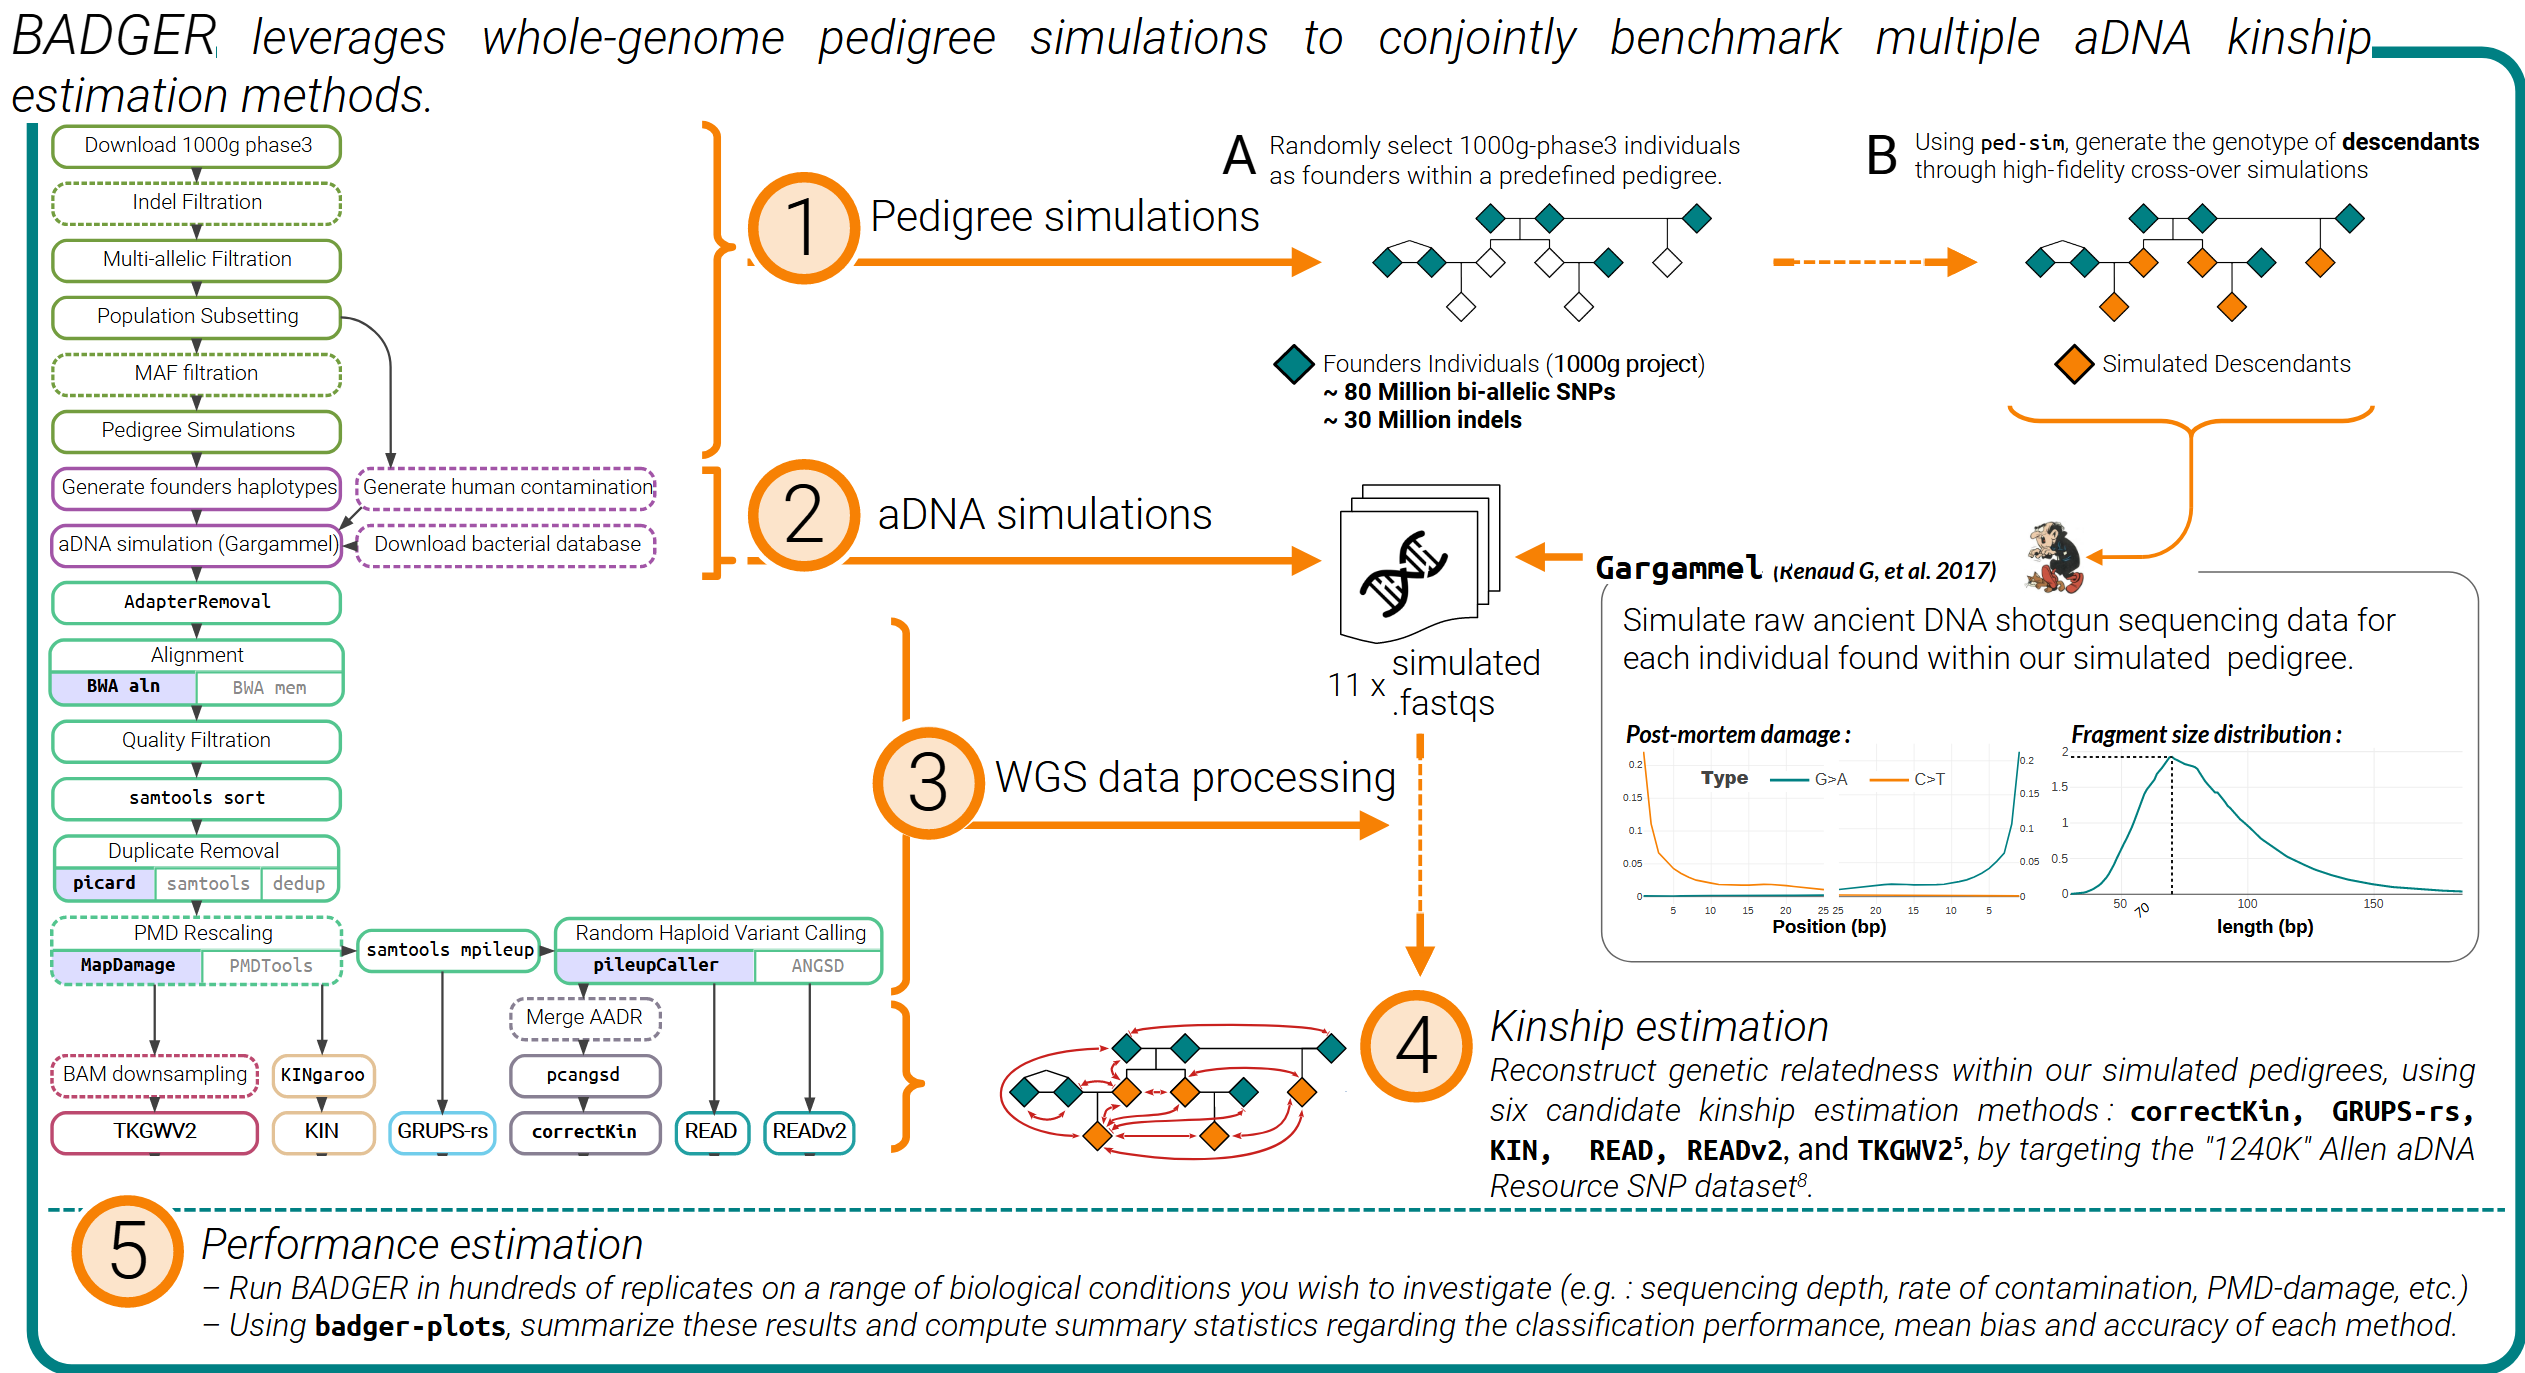 BADGER leverages whole-genome pedigree simulations to conjointly benchmark multiple aDNA kinship
estimation methods.
Download 1000g phase3
Indel Filtration
Multi-allelic Filtration
Population Subsetting
MAF filtration
Pedigree Simulations
Generate founders haplotypes
Generate human contamination
aDNA simulation (Gargammel)
Download bacterial database
AdapterRemoval
Alignment
BWA aln
BWA mem
Quality Filtration
samtools sort
Duplicate Removal
picard
samtools
dedup
PMD Rescaling
MapDamage
PMDTools
samtools mpileup
Random Haploid Variant Calling
pileupCaller
ANGSD
Merge AADR
BAM downsampling
KINgaroo
pcangsd
TKGWV2
KIN
GRUPS-rs
correctKin
READ
READv2
1
Pedigree simulations
A
Randomly select 1000g-phase3 individuals
as founders within a predefined pedigree.
Founders Individuals (1000g project)
~ 80 Million bi-allelic SNPs
~ 30 Million indels
B
Using ped-sim, generate the genotype of descendants
through high-fidelity cross-over simulations
Simulated Descendants
2
aDNA simulations
11 x
simulated
.fastqs
Gargammel (Renaud G, et al. 2017)
Simulate raw ancient DNA shotgun sequencing data for
each individual found within our simulated pedigree.
Post-mortem damage :
Type G>A C>T
0.2
0.15
0.1
0.05
0
5 10 15 20 25
25 20 15 10 5
0.2
0.15
0.1
0.05
0
Position (bp)
Fragment size distribution :
2
1.5
1
0.5
0
50 70 100 150
length (bp)
3
WGS data processing
4
Kinship estimation
Reconstruct genetic relatedness within our simulated pedigrees, using
six candidate kinship estimation methods : correctKin, GRUPS-rs,
KIN, READ, READv2, and TKGWV2⁵, by targeting the "1240K" Allen aDNA
Resource SNP dataset⁸.
5
Performance estimation
– Run BADGER in hundreds of replicates on a range of biological conditions you wish to investigate (e.g. : sequencing depth, rate of contamination, PMD-damage, etc.)
– Using badger-plots, summarize these results and compute summary statistics regarding the classification performance, mean bias and accuracy of each method.